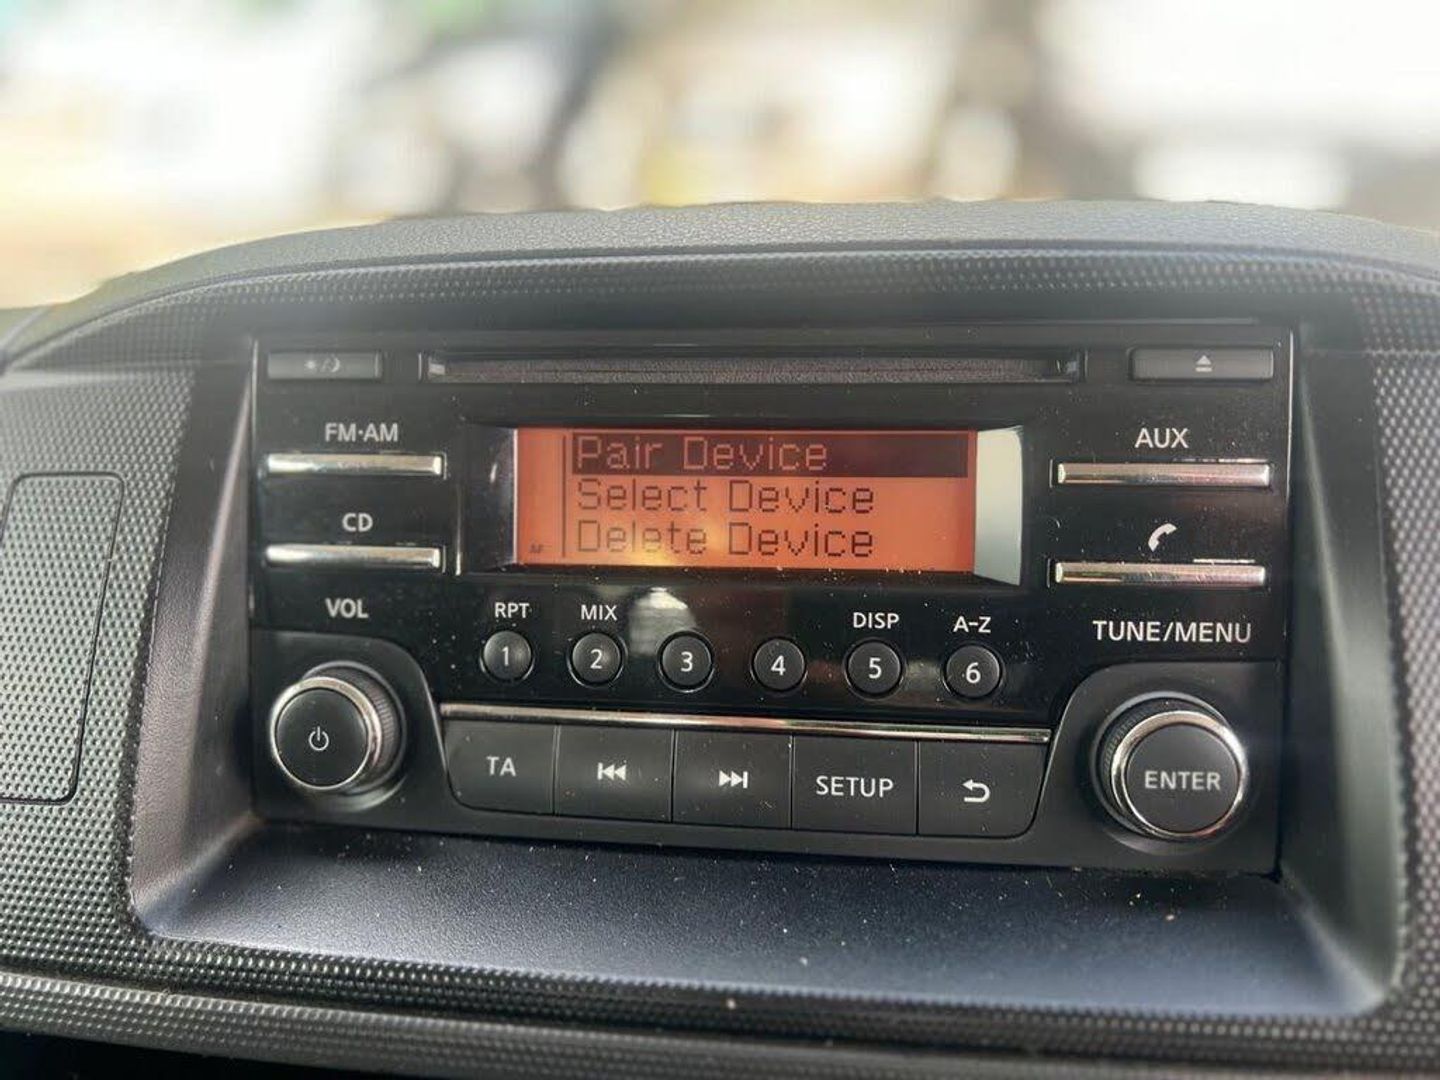 FM·AM
AUX
Pair Device
Select Device
Delete Device
CD
VOL
RPT
MIX
DISP
A-Z
TUNE/MENU
1
2
3
4
5
6
TA
SETUP
ENTER